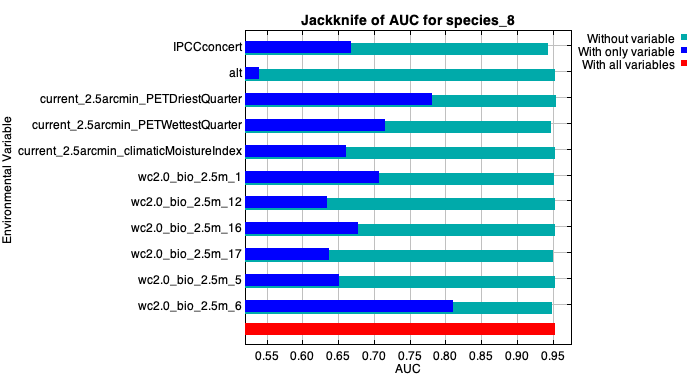 Jackknife of AUC for species_8
Without variable
With only variable
With all variables
Environmental Variable
IPCCconcert
alt
current_2.5arcmin_PETDriestQuarter
current_2.5arcmin_PETWettestQuarter
current_2.5arcmin_climaticMoistureIndex
wc2.0_bio_2.5m_1
wc2.0_bio_2.5m_12
wc2.0_bio_2.5m_16
wc2.0_bio_2.5m_17
wc2.0_bio_2.5m_5
wc2.0_bio_2.5m_6
0.55 0.60 0.65 0.70 0.75 0.80 0.85 0.90 0.95
AUC